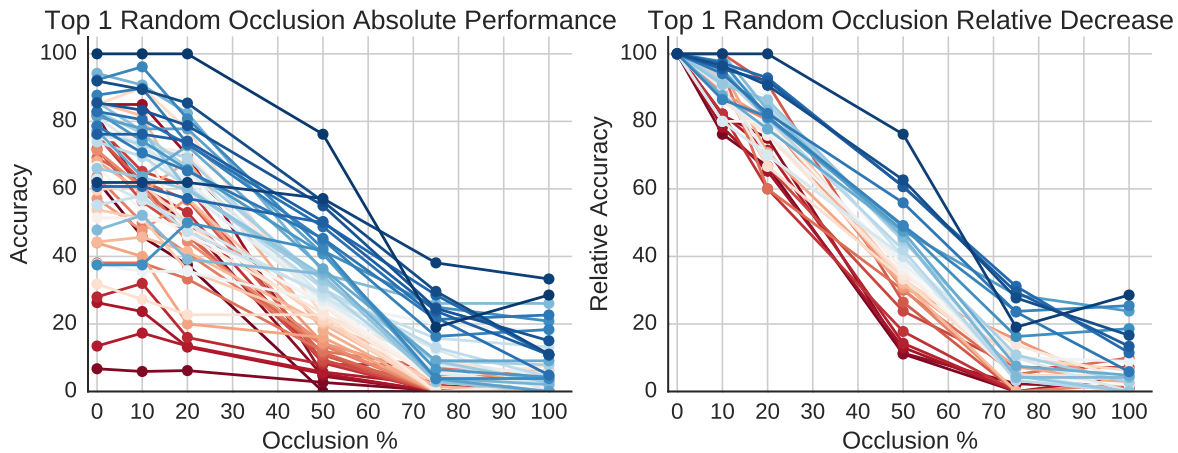 Top 1 Random Occlusion Absolute Performance
100
80
60
40
20
0
Accuracy
0 10 20 30 40 50 60 70 80 90 100
Occlusion %
Top 1 Random Occlusion Relative Decrease
100
80
60
40
20
0
Relative Accuracy
0 10 20 30 40 50 60 70 80 90 100
Occlusion %